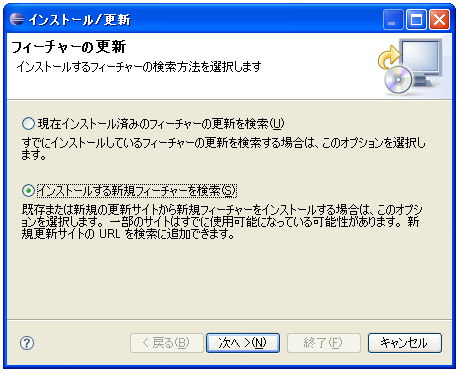 インストール/更新
フィーチャーの更新
インストールするフィーチャーの検索方法を選択します
現在インストール済みのフィーチャーの更新を検索(U)
すでにインストールしているフィーチャーの更新を検索する場合は、このオプションを選択し
ます。
インストールする新規フィーチャーを検索(S)
既存または新規の更新サイトから新規フィーチャーをインストールする場合は、このオプシ
ョンを選択します。一部のサイトはすでに使用可能になっている可能性があります。新
規更新サイトの URL を検索に追加できます。
?
< 戻る(B)
次へ >(N)
終了(F)
キャンセル